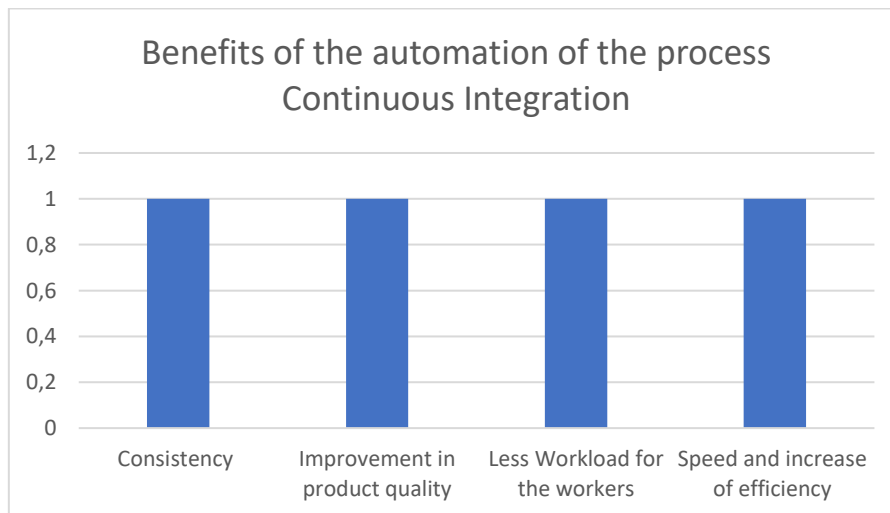 Benefits of the automation of the process
Continuous Integration
1,2
1
0,8
0,6
0,4
0,2
0
Consistency
Improvement in
product quality
Less Workload for
the workers
Speed and increase
of efficiency